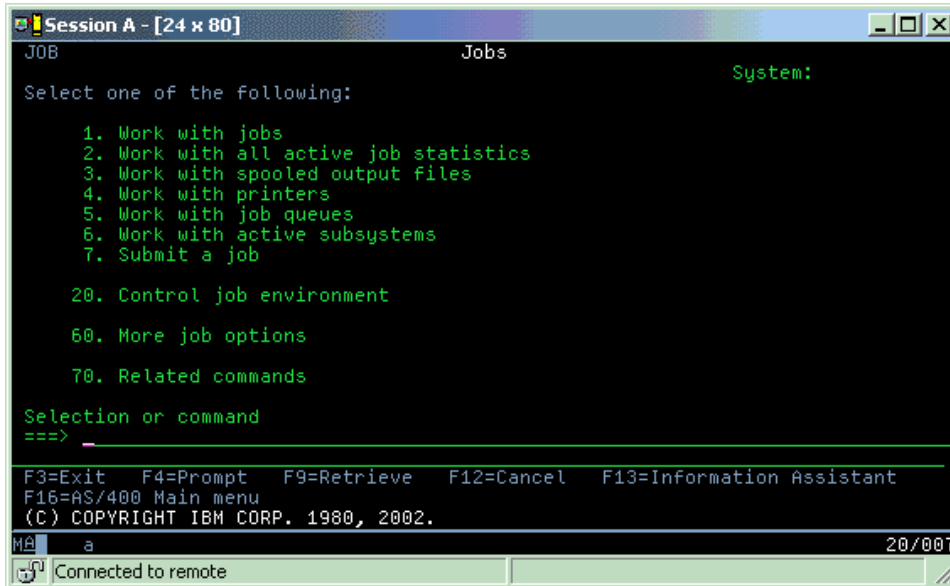 Session A - [24 x 80]
JOB Jobs
System:
Select one of the following:
1. Work with jobs
2. Work with all active job statistics
3. Work with spooled output files
4. Work with printers
5. Work with job queues
6. Work with active subsystems
7. Submit a job
20. Control job environment
60. More job options
70. Related commands
Selection or command
===> _
F3=Exit F4=Prompt F9=Retrieve F12=Cancel F13=Information Assistant
F16=AS/400 Main menu
(C) COPYRIGHT IBM CORP. 1980, 2002.
MA a 20/007
Connected to remote